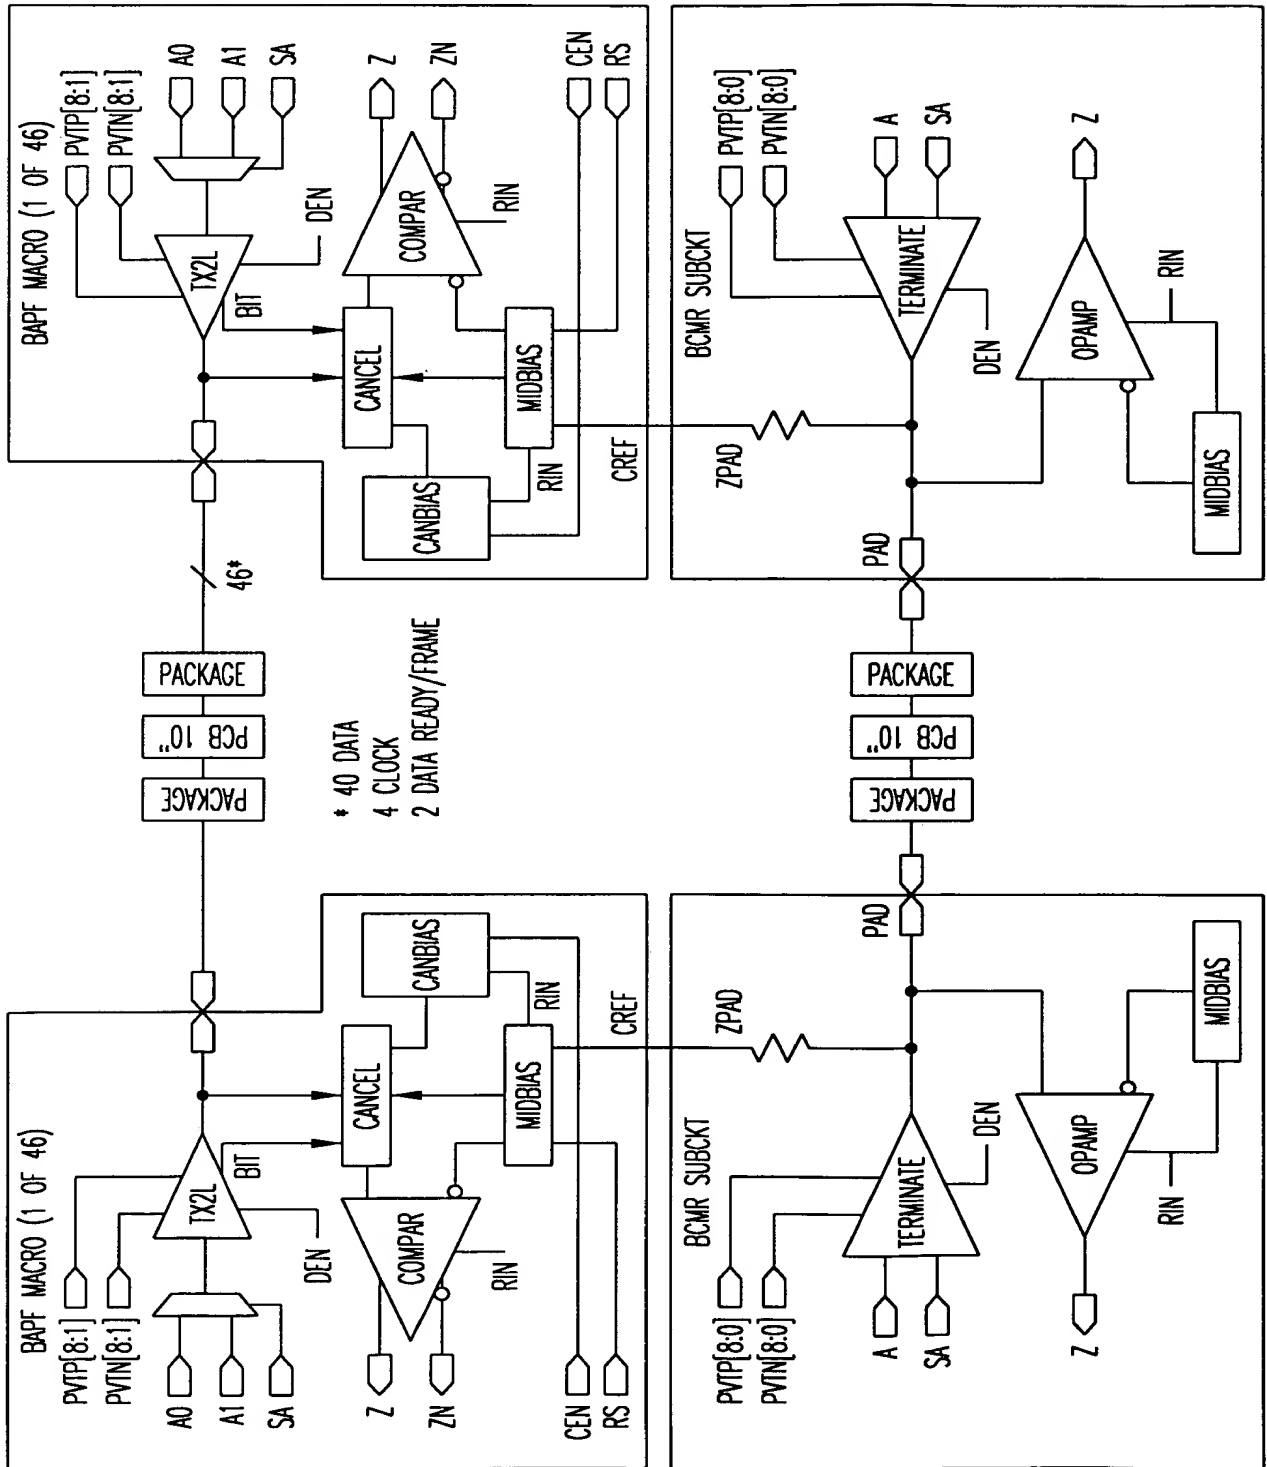 BAPF MACRO (1 OF 46)
PVTP[8:1]
PVTN[8:1]
A0
A1
SA
TX2L
BIT
DEN
CANCEL
CANBIAS
COMPAR
MIDBIAS
RIN
RIN
Z
ZN
CEN
RS
CREF
PACKAGE
PCB 10"
PACKAGE
46*
* 40 DATA
4 CLOCK
2 DATA READY/FRAME
BAPF MACRO (1 OF 46)
PVTP[8:1]
PVTN[8:1]
A0
A1
SA
TX2L
BIT
DEN
CANCEL
CANBIAS
COMPAR
MIDBIAS
RIN
RIN
Z
ZN
CEN
RS
CREF
BCMR SUBCKT
PVTP[8:0]
PVTN[8:0]
A
SA
TERMINATE
DEN
ZPAD
PAD
OPAMP
MIDBIAS
RIN
Z
PACKAGE
PCB 10"
PACKAGE
BCMR SUBCKT
PVTP[8:0]
PVTN[8:0]
A
SA
TERMINATE
DEN
ZPAD
PAD
OPAMP
MIDBIAS
RIN
Z